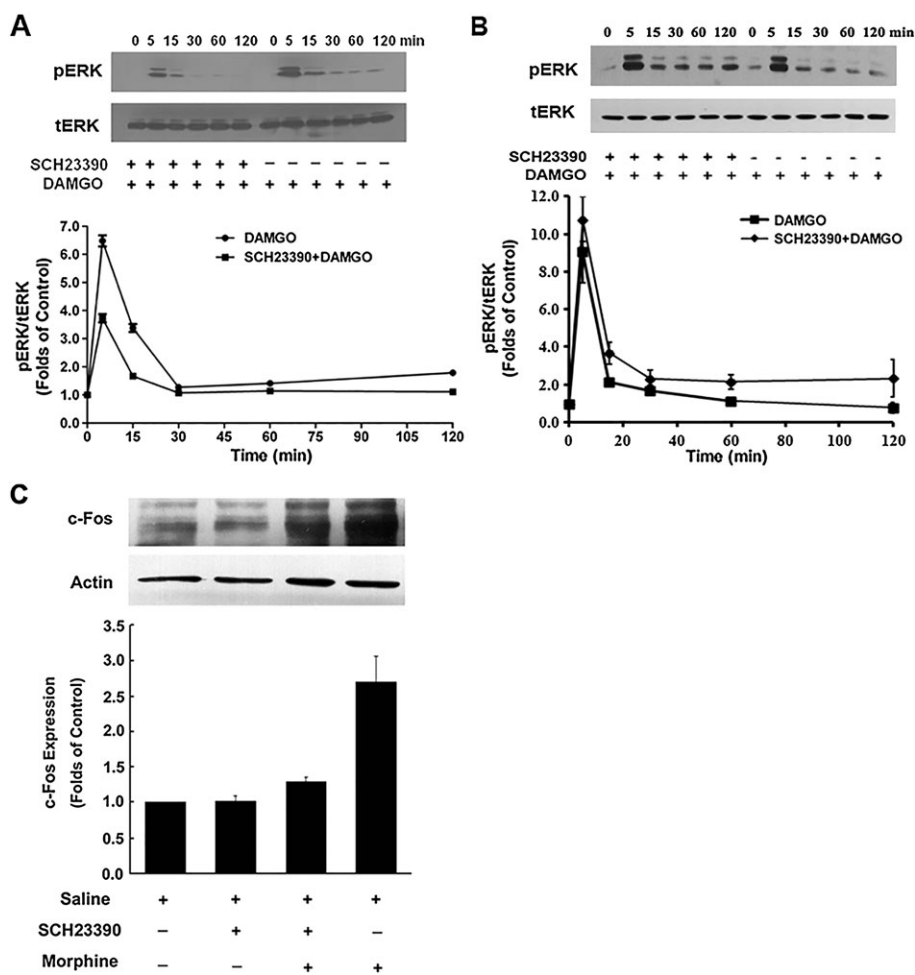 A
0 5 15 30 60 120 0 5 15 30 60 120 min
pERK
tERK
SCH23390 + + + + + + − − − − − −
DAMGO + + + + + + + + + + + +
7.0
6.0
5.0
4.0
3.0
2.0
1.0
0.0
pERK/tERK
(Folds of Control)
DAMGO
SCH23390+DAMGO
0 15 30 45 60 75 90 105 120
Time (min)
B
0 5 15 30 60 120 0 5 15 30 60 120 min
pERK
tERK
SCH23390 + + + + + + - - - - - -
DAMGO + + + + + + + + + + + +
12.0
10.0
8.0
6.0
4.0
2.0
0.0
pERK/tERK
(Folds of Control)
DAMGO
SCH23390+DAMGO
0 20 40 60 80 100 120
Time (min)
C
c-Fos
Actin
3.5
3.0
2.5
2.0
1.5
1.0
0.5
0.0
c-Fos Expression
(Folds of Control)
Saline + + + +
SCH23390 − + + −
Morphine − − + +